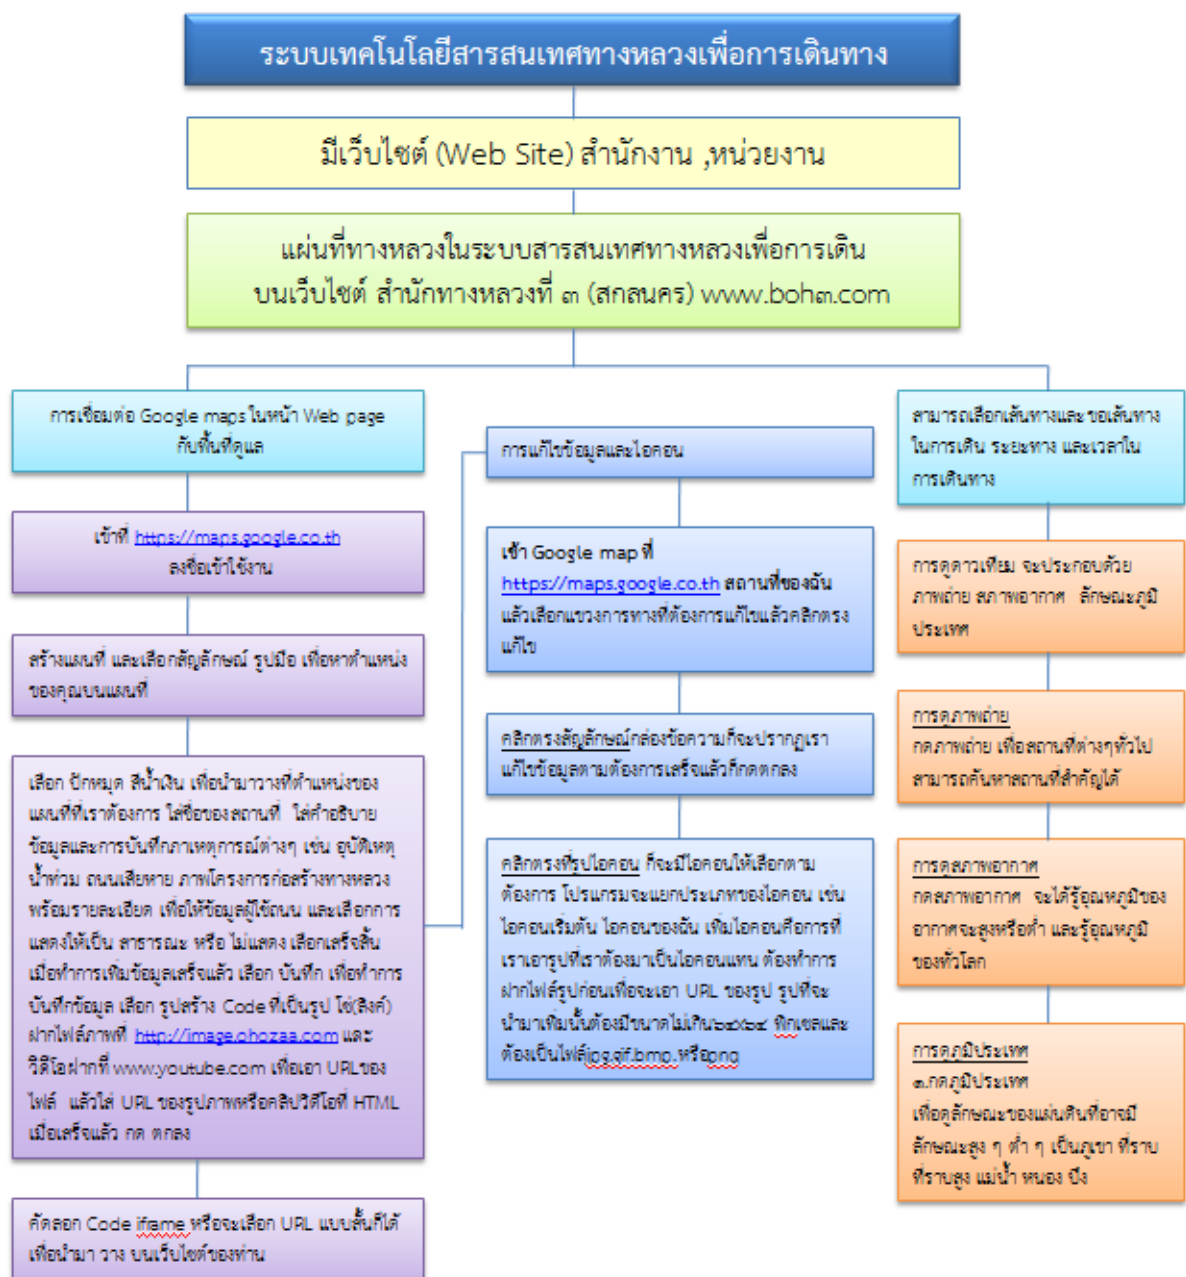 ระบบเทคโนโลยีสารสนเทศทางหลวงเพื่อการเดินทาง
มีเว็บไซต์ (Web Site) สำนักงาน ,หน่วยงาน
แผ่นที่ทางหลวงในระบบสารสนเทศทางหลวงเพื่อการเดิน
บนเว็บไซต์ สำนักทางหลวงที่ ๓ (สกลนคร) www.boh๓.com
การเชื่อมต่อ Google maps ในหน้า Web page
กับพื้นที่ดูแล
เข้าที่ https://maps.google.co.th
ลงชื่อเข้าใช้งาน
สร้างแผนที่ และเลือกสัญลักษณ์ รูปมือ เพื่อหาตำแหน่ง
ของคุณบนแผนที่
เลือก ปักหมุด สีน้ำเงิน เพื่อนำมาวางที่ตำแหน่งของ
แผนที่ที่เราต้องการ ใส่ชื่อของสถานที่ ใส่คำอธิบาย
ข้อมูลและการบันทึกภาเหตุการณ์ต่างๆ เช่น อุบัติเหตุ
น้ำท่วม ถนนเสียหาย ภาพโครงการก่อสร้างทางหลวง
พร้อมรายละเอียด เพื่อให้ข้อมูลผู้ใช้ถนน และเลือกการ
แสดงให้เป็น สาธารณะ หรือ ไม่แสดง เลือกเสร็จสิ้น
เมื่อทำการเพิ่มข้อมูลเสร็จแล้ว เลือก บันทึก เพื่อทำการ
บันทึกข้อมูล เลือก รูปสร้าง Code ที่เป็นรูป โซ่(ลิงค์)
ฝากไฟล์ภาพที่ http://image.ohozaa.com และ
วิดีโอฝากที่ www.youtube.com เพื่อเอา URLของ
ไฟล์ แล้วใส่ URL ของรูปภาพหรือคลิปวิดีโอที่ HTML
เมื่อเสร็จแล้ว กด ตกลง
คัดลอก Code iframe หรือจะเลือก URL แบบสั้นก็ได้
เพื่อนำมา วาง บนเว็บไซต์ของท่าน
การแก้ไขข้อมูลและไอคอน
เข้า Google map ที่
https://maps.google.co.th สถานที่ของฉัน
แล้วเลือกแขวงการทางที่ต้องการแก้ไขแล้วคลิกตรง
แก้ไข
คลิกตรงสัญลักษณ์กล่องข้อความก็จะปรากฏเรา
แก้ไขข้อมูลตามต้องการเสร็จแล้วก็กดตกลง
คลิกตรงที่รูปไอคอน ก็จะมีไอคอนให้เลือกตาม
ต้องการ โปรแกรมจะแยกประเภทของไอคอน เช่น
ไอคอนเริ่มต้น ไอคอนของฉัน เพิ่มไอคอนคือการที่
เราเอารูปที่เราต้องมาเป็นไอคอนแทน ต้องทำการ
ฝากไฟล์รูปก่อนเพื่อจะเอา URL ของรูป รูปที่จะ
นำมาเพิ่มนั้นต้องมีขนาดไม่เกิน๖๔X๖๔ พิกเซลและ
ต้องเป็นไฟล์jpg.gif.bmp.หรือpng
สามารถเลือกเส้นทางและ ขอเส้นทาง
ในการเดิน ระยะทาง และเวลาใน
การเดินทาง
การดูดาวเทียม จะประกอบด้วย
ภาพถ่าย สภาพอากาศ ลักษณะภูมิ
ประเทศ
การดูภาพถ่าย
กดภาพถ่าย เพื่อสถานที่ต่างๆทั่วไป
สามารถค้นหาสถานที่สำคัญได้
การดูสภาพอากาศ
กดสภาพอากาศ จะได้รู้อุณหภูมิของ
อากาศจะสูงหรือต่ำ และรู้อุณหภูมิ
ของทั่วโลก
การดูภูมิประเทศ
๑.กดภูมิประเทศ
เพื่อดูลักษณะของแผ่นดินที่อาจมี
ลักษณะสูง ๆ ต่ำ ๆ เป็นภูเขา ที่ราบ
ที่ราบสูง แม่น้ำ หนอง บึง